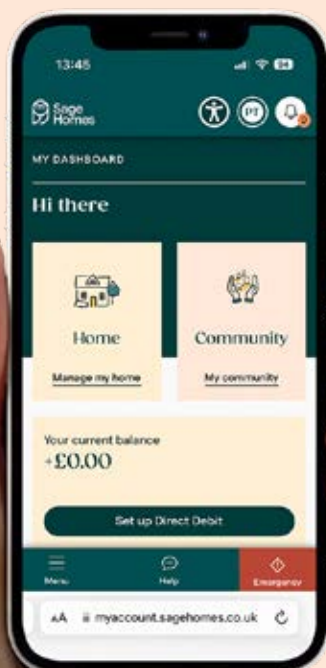 13:45
94
Sage
Homes
PT
MY DASHBOARD
Hi there
Home
Community
Manage my home
My community
Your current balance
+£0.00
Set up Direct Debit
Menu
Help
Emergency
AA myaccount.sagehomes.co.uk